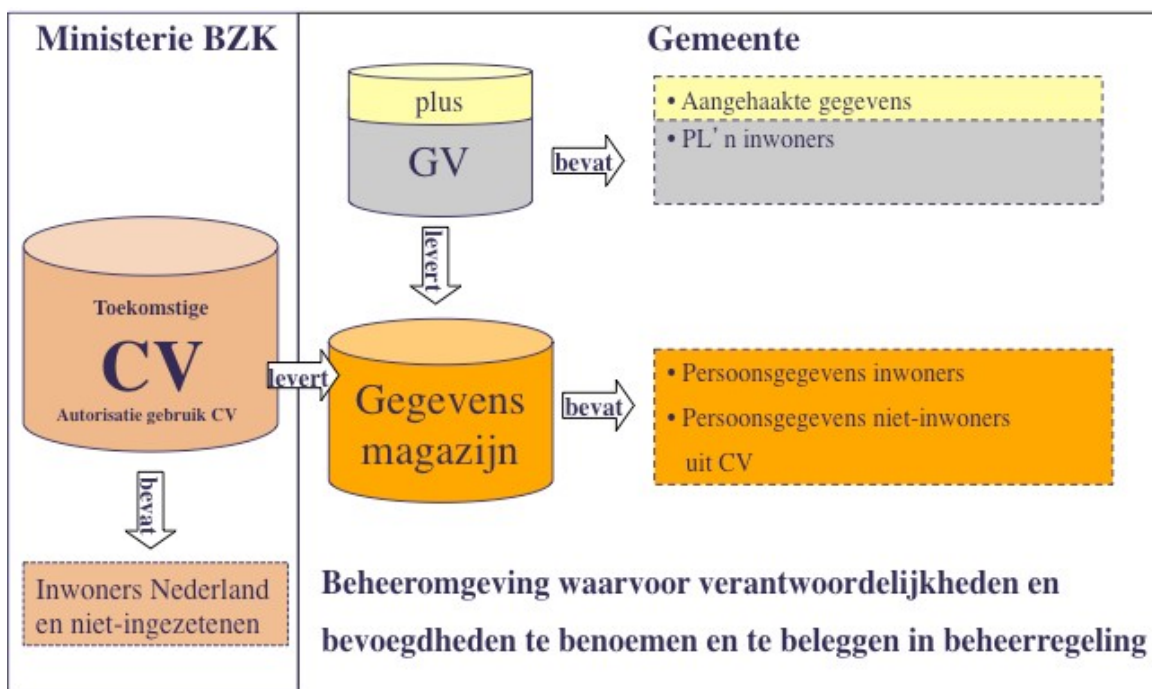 Ministerie BZK
Gemeente
plus
GV
bevat
• Aangehaakte gegevens
• PL’n inwoners
levert
Toekomstige
CV
Autorisatie gebruik CV
levert
Gegevens
magazijn
bevat
• Persoonsgegevens inwoners
• Persoonsgegevens niet-inwoners
uit CV
bevat
Inwoners Nederland
en niet-ingezetenen
Beheeromgeving waarvoor verantwoordelijkheden en
bevoegdheden te benoemen en te beleggen in beheerregeling